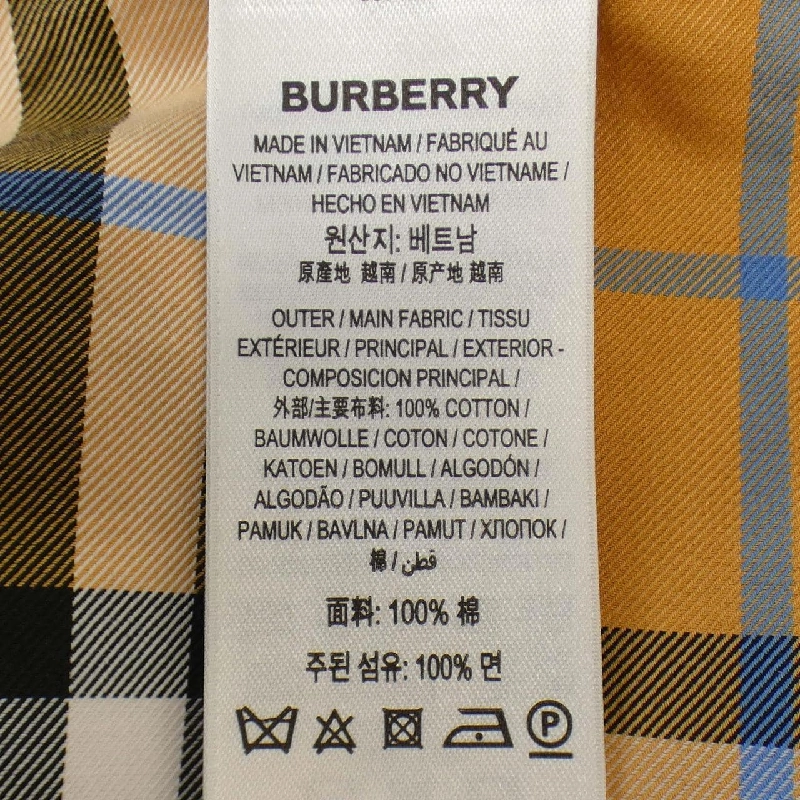 BURBERRY
MADE IN VIETNAM / FABRIQUÉ AU
VIETNAM / FABRICADO NO VIETNAME /
HECHO EN VIETNAM
원산지: 베트남
原產地 越南 / 原产地 越南
OUTER / MAIN FABRIC / TISSU
EXTÉRIEUR / PRINCIPAL / EXTERIOR -
COMPOSICION PRINCIPAL /
外部/主要布料: 100% COTTON /
BAUMWOLLE / COTON / COTONE /
KATOEN / BOMULL / ALGODÓN /
ALGODÃO / PUUVILLA / BAMBAKI /
PAMUK / BAVLNA / PAMUT / ХЛОПОК /
棉 / قطن
面料: 100% 棉
주된 섬유: 100% 면
P